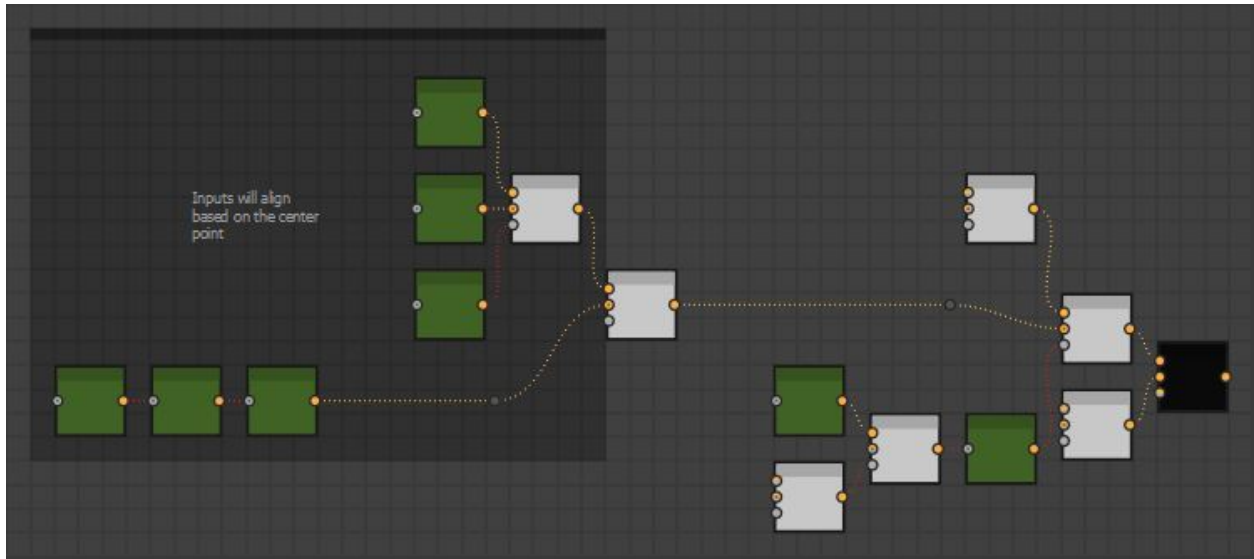 Inputs will align
based on the center
point